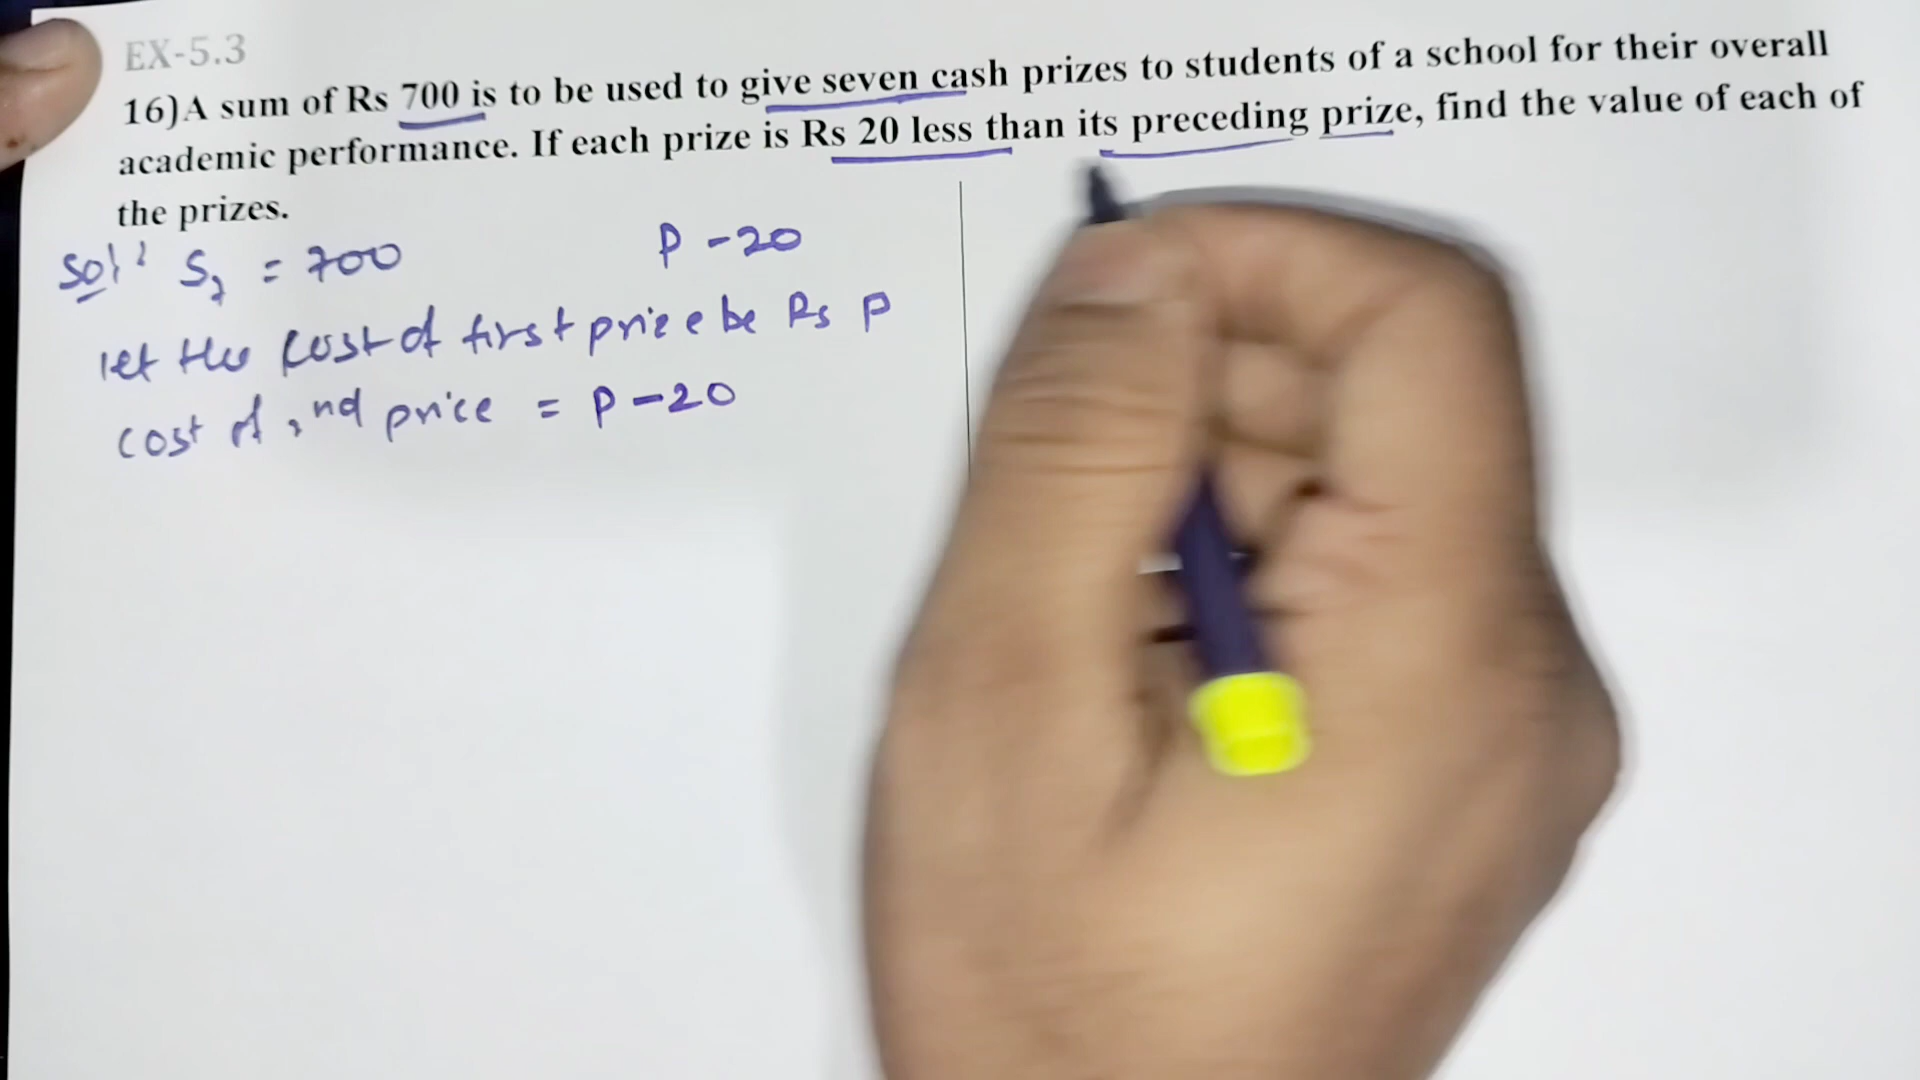 EX-5.3
16)A sum of Rs 700 is to be used to give seven cash prizes to students of a school for their overall
academic performance. If each prize is Rs 20 less than its preceding prize, find the value of each of
the prizes.
Sol: S7 = 700
P - 20
let the cost of first prize be Rs P
cost of 2nd price = P - 20